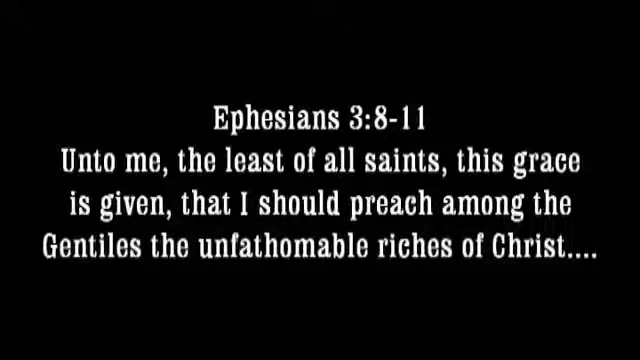 Ephesians 3:8-11
Unto me, the least of all saints, this grace
is given, that I should preach among the
Gentiles the unfathomable riches of Christ....